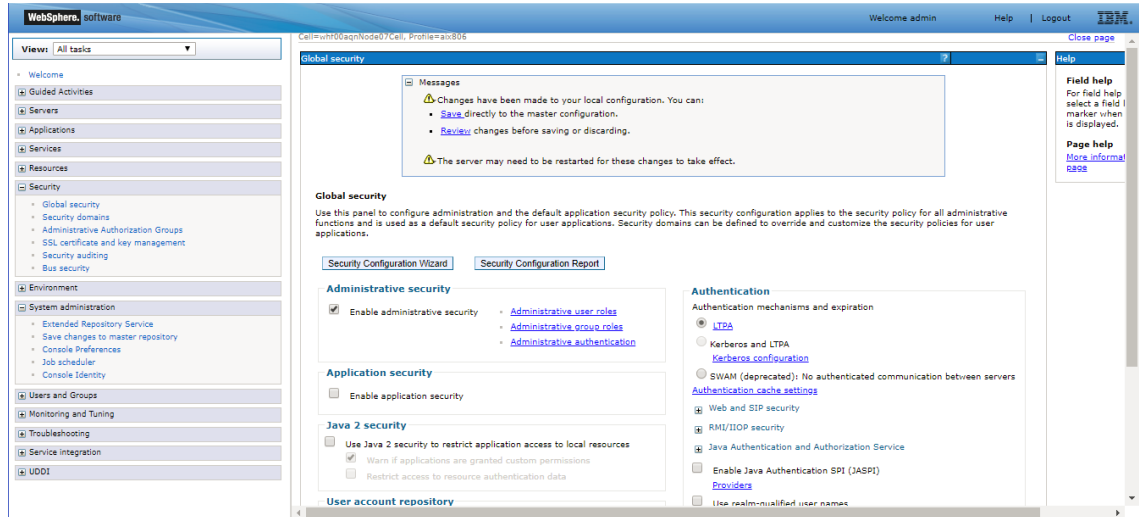 WebSphere. software
Welcome admin
Help | Logout
IBM.
View: All tasks
Welcome
Guided Activities
Servers
Applications
Services
Resources
Security
Global security
Security domains
Administrative Authorization Groups
SSL certificate and key management
Security auditing
Bus security
Environment
System administration
Extended Repository Service
Save changes to master repository
Console Preferences
Job scheduler
Console Identity
Users and Groups
Monitoring and Tuning
Troubleshooting
Service integration
UDDI
Cell=whf00aqnNode07Cell, Profile=aix806
Close page
Global security
?
Messages
Changes have been made to your local configuration. You can:
Save directly to the master configuration.
Review changes before saving or discarding.
The server may need to be restarted for these changes to take effect.
Global security
Use this panel to configure administration and the default application security policy. This security configuration applies to the security policy for all administrative
functions and is used as a default security policy for user applications. Security domains can be defined to override and customize the security policies for user
applications.
Security Configuration Wizard
Security Configuration Report
Administrative security
Enable administrative security
Administrative user roles
Administrative group roles
Administrative authentication
Application security
Enable application security
Java 2 security
Use Java 2 security to restrict application access to local resources
Warn if applications are granted custom permissions
Restrict access to resource authentication data
User account repository
Authentication
Authentication mechanisms and expiration
LTPA
Kerberos and LTPA
Kerberos configuration
SWAM (deprecated): No authenticated communication between servers
Authentication cache settings
Web and SIP security
RMI/IIOP security
Java Authentication and Authorization Service
Enable Java Authentication SPI (JASPI)
Providers
Use realm-qualified user names
Help
Field help
For field help
select a field l
marker when
is displayed.
Page help
More informat
page